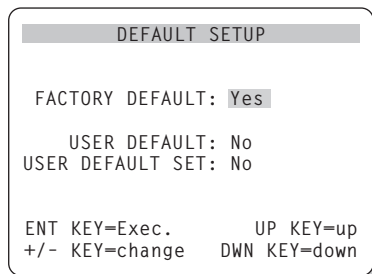 DEFAULT SETUP
FACTORY DEFAULT: Yes
USER DEFAULT: No
USER DEFAULT SET: No
ENT KEY=Exec. UP KEY=up
+/- KEY=change DWN KEY=down